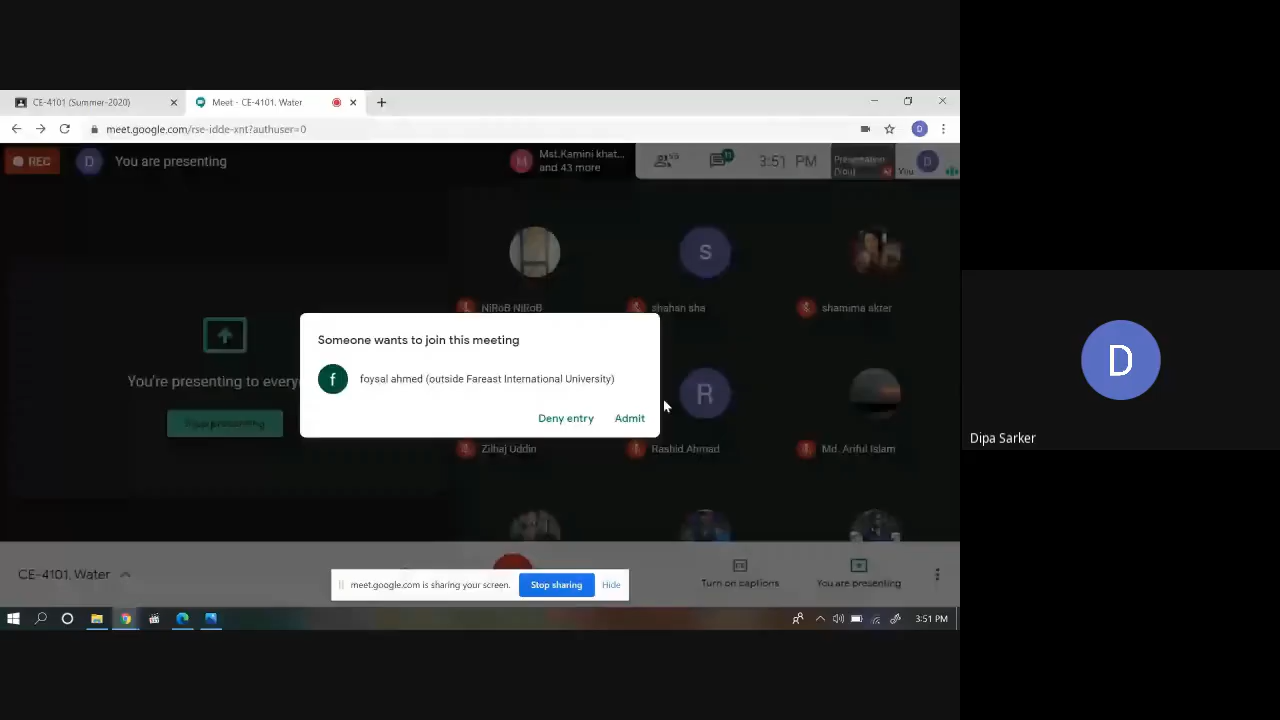 CE-4101 (Summer-2020)
Meet - CE-4101, Water
meet.google.com/rse-idde-xnt?authuser=0
D
REC
D
You are presenting
M
Mst.Kamini khat...
and 43 more
3:51 PM
Presentation
(You)
You
D
S
NiRoB NiRoB
shahan sha
shamima akter
You're presenting to every
Someone wants to join this meeting
f
foysal ahmed (outside Fareast International University)
Deny entry
Admit
R
Zilhaj Uddin
Rashid Ahmad
Md. Ariful Islam
D
Dipa Sarker
CE-4101, Water
meet.google.com is sharing your screen.
Stop sharing
Hide
Turn on captions
You are presenting
3:51 PM